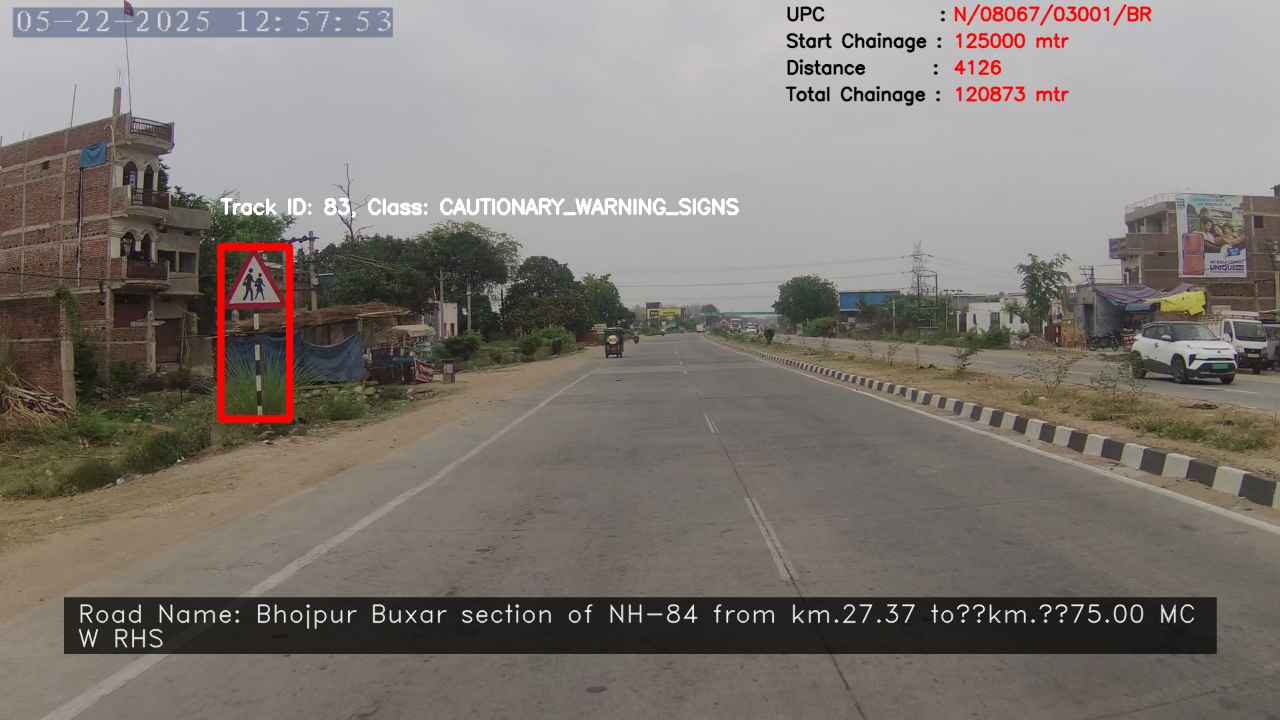 05-22-2025 12:57:53
UPC : N/08067/03001/BR
Start Chainage : 125000 mtr
Distance : 4126
Total Chainage : 120873 mtr
Track ID: 83, Class: CAUTIONARY_WARNING_SIGNS
UNIQUE
Road Name: Bhojpur Buxar section of NH-84 from km.27.37 to??km.??75.00 MC
W RHS